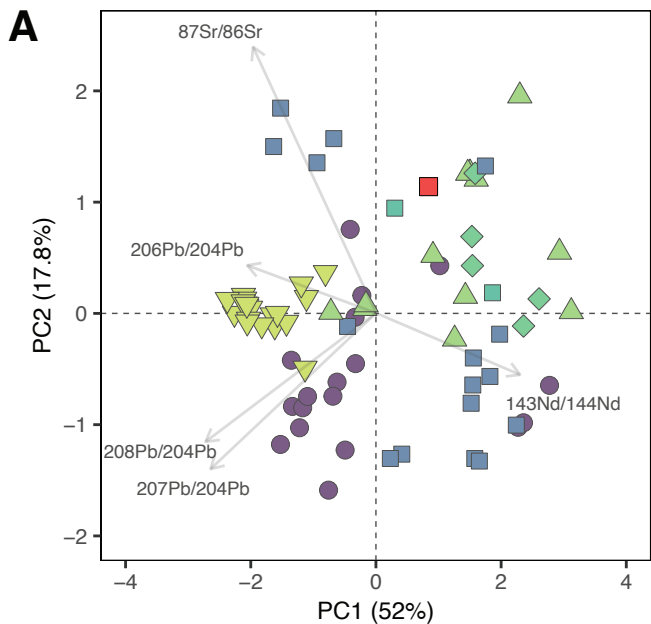 A
87Sr/86Sr
206Pb/204Pb
143Nd/144Nd
208Pb/204Pb
207Pb/204Pb
PC2 (17.8%)
2
1
0
−1
−2
−4
−2
0
2
4
PC1 (52%)